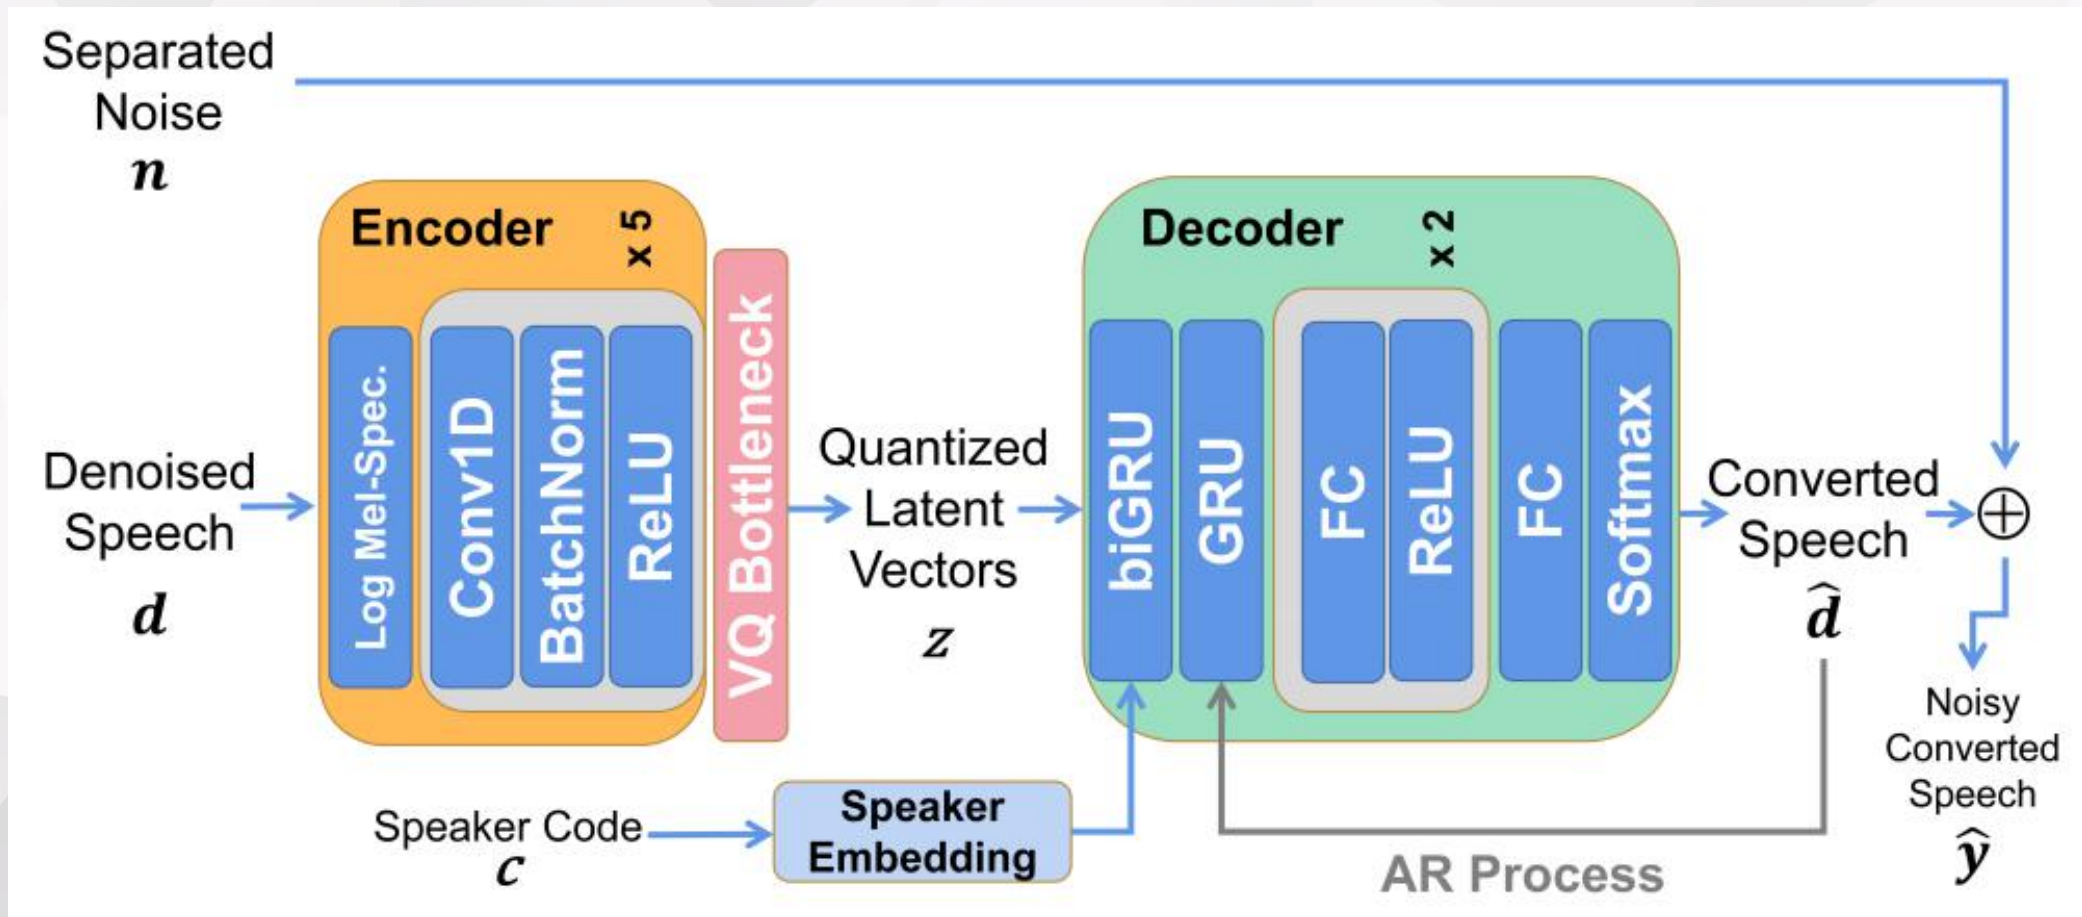 Separated
Noise
n
Encoder
x 5
Decoder
x 2
Denoised
Speech
d
Log Mel-Spec.
Conv1D
BatchNorm
ReLU
VQ Bottleneck
Quantized
Latent
Vectors
z
biGRU
GRU
FC
ReLU
FC
Softmax
Converted
Speech
d̂
Noisy
Converted
Speech
ŷ
Speaker Code
c
Speaker
Embedding
AR Process